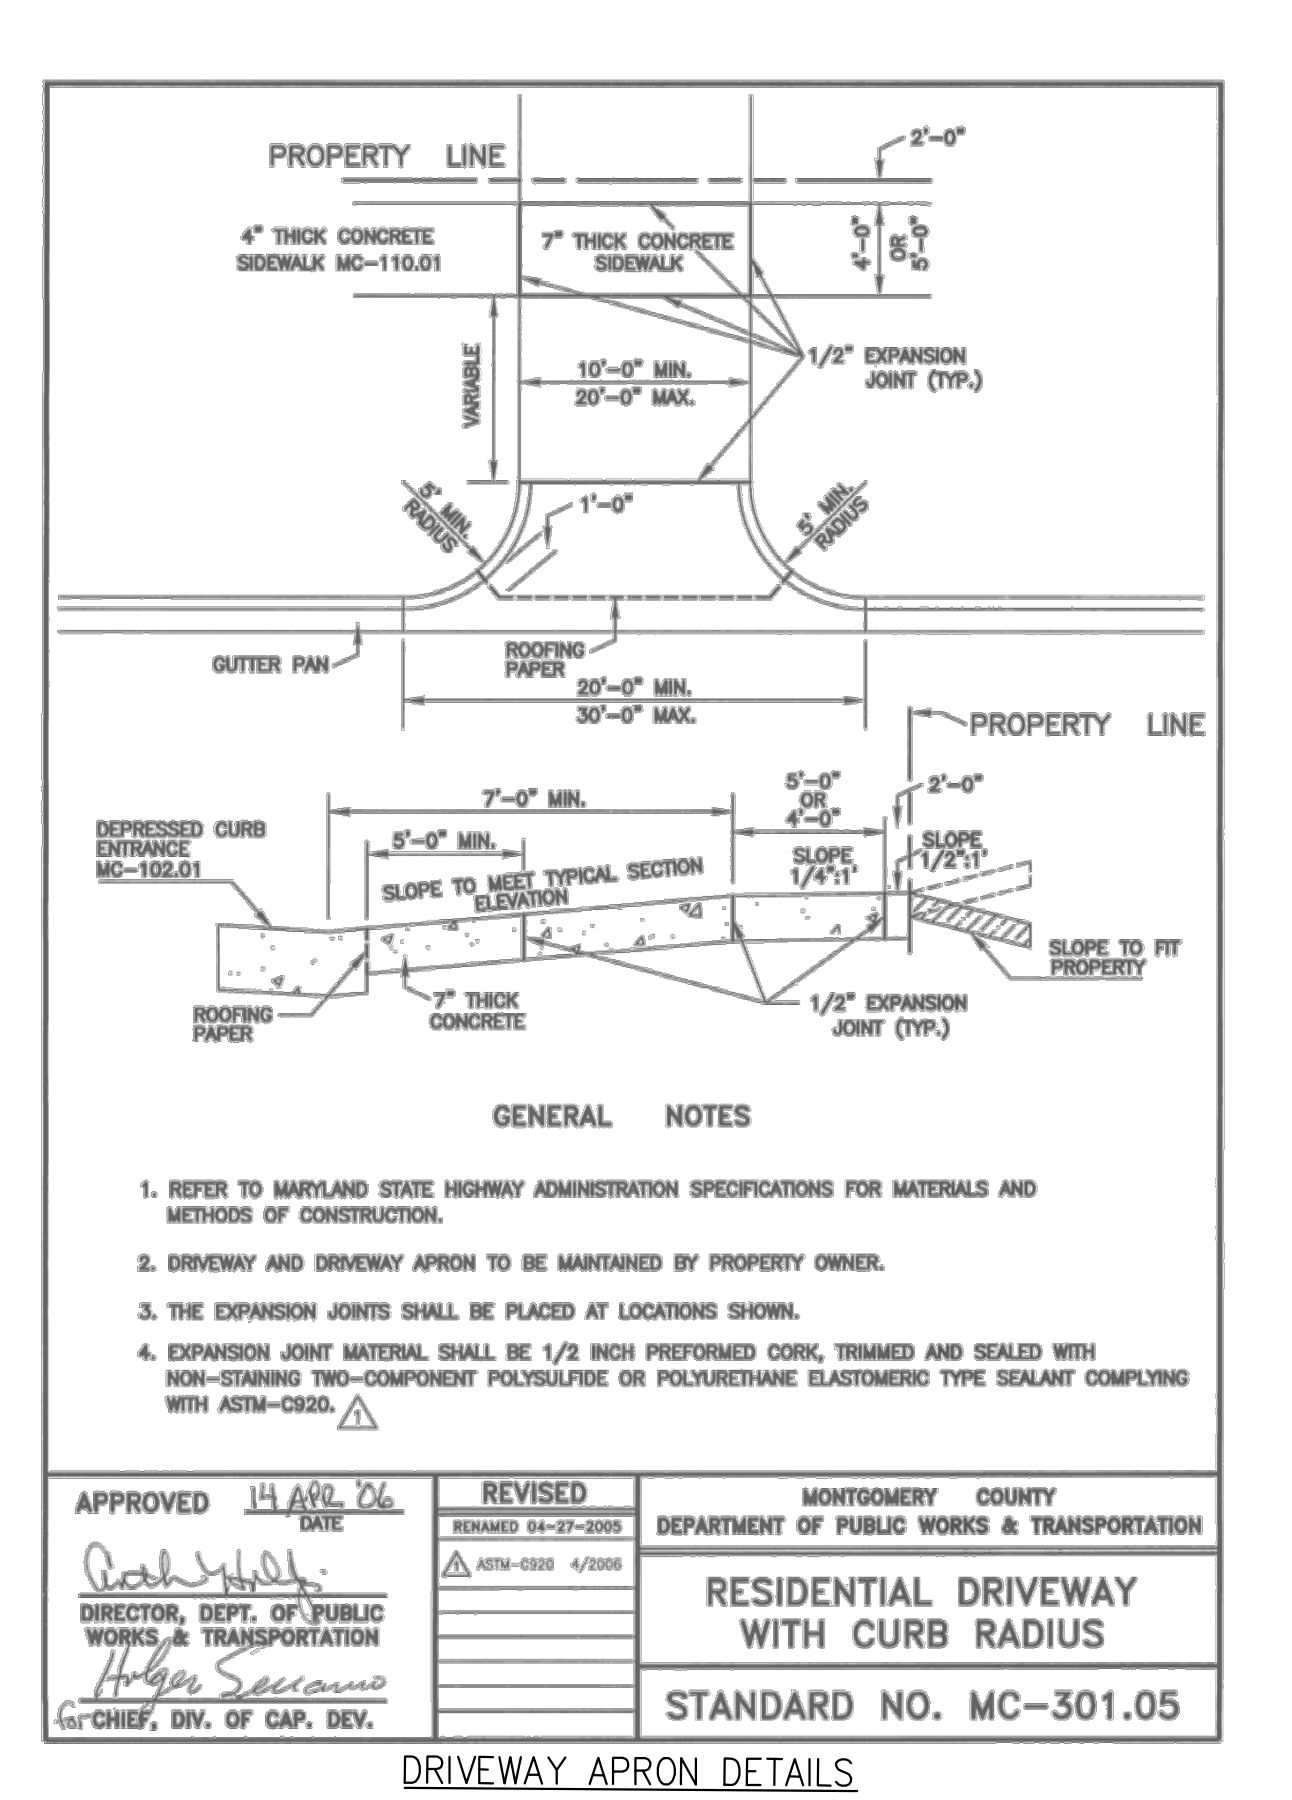 PROPERTY LINE
2'-0"
4" THICK CONCRETE
SIDEWALK MC-110.01
7" THICK CONCRETE
SIDEWALK
4'-0"
OR
5'-0"
VARIABLE
10'-0" MIN.
20'-0" MAX.
1/2" EXPANSION
JOINT (TYP.)
5' MIN.
RADIUS
1'-0"
5' MIN.
RADIUS
GUTTER PAN
ROOFING
PAPER
20'-0" MIN.
30'-0" MAX.
PROPERTY LINE
7'-0" MIN.
5'-0"
OR
4'-0"
2'-0"
DEPRESSED CURB
ENTRANCE
MC-102.01
5'-0" MIN.
SLOPE TO MEET TYPICAL SECTION
ELEVATION
SLOPE
1/4":1'
SLOPE
1/2":1'
SLOPE TO FIT
PROPERTY
ROOFING
PAPER
7" THICK
CONCRETE
1/2" EXPANSION
JOINT (TYP.)
GENERAL NOTES
1. REFER TO MARYLAND STATE HIGHWAY ADMINISTRATION SPECIFICATIONS FOR MATERIALS AND
METHODS OF CONSTRUCTION.
2. DRIVEWAY AND DRIVEWAY APRON TO BE MAINTAINED BY PROPERTY OWNER.
3. THE EXPANSION JOINTS SHALL BE PLACED AT LOCATIONS SHOWN.
4. EXPANSION JOINT MATERIAL SHALL BE 1/2 INCH PREFORMED CORK, TRIMMED AND SEALED WITH
NON-STAINING TWO-COMPONENT POLYSULFIDE OR POLYURETHANE ELASTOMERIC TYPE SEALANT COMPLYING
WITH ASTM-C920. 1
APPROVED 14 APR '06
DATE
DIRECTOR, DEPT. OF PUBLIC
WORKS & TRANSPORTATION
for CHIEF, DIV. OF CAP. DEV.
REVISED
RENAMED 04-27-2005
1 ASTM-C920 4/2006
MONTGOMERY COUNTY
DEPARTMENT OF PUBLIC WORKS & TRANSPORTATION
RESIDENTIAL DRIVEWAY
WITH CURB RADIUS
STANDARD NO. MC-301.05
DRIVEWAY APRON DETAILS